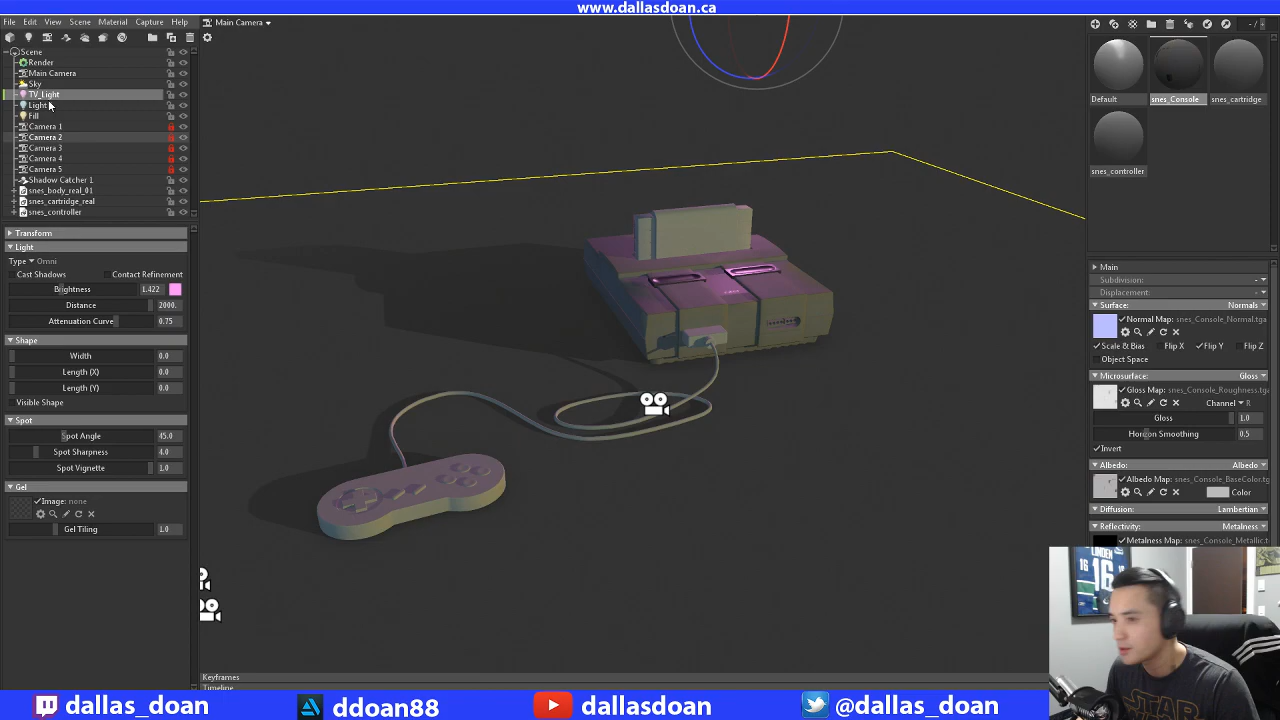 www.dallasdoan.ca
File Edit View Scene Material Capture Help
Main Camera
Scene
Render
Main Camera
Sky
TV_Light
Light
Fill
Camera 1
Camera 2
Camera 3
Camera 4
Camera 5
Shadow Catcher 1
snes_body_real_01
snes_cartridge_real
snes_controller
Transform
Light
Type Omni
Cast Shadows Contact Refinement
Brightness 1.422
Distance 2000.
Attenuation Curve 0.75
Shape
Width 0.0
Length (X) 0.0
Length (Y) 0.0
Visible Shape
Spot
Spot Angle 45.0
Spot Sharpness 4.0
Spot Vignette 1.0
Gel
Image: none
Gel Tiling 1.0
Keyframes
Timeline
Default snes_Console snes_cartridge
snes_controller
Main
Subdivision: -
Displacement: -
Surface: Normals
Normal Map: snes_Console_Normal.tga
Scale & Bias Flip X Flip Y Flip Z
Object Space
Microsurface: Gloss
Gloss Map: snes_Console_Roughness.tg
Channel R
Gloss 1.0
Horizon Smoothing 0.5
Invert
Albedo: Albedo
Albedo Map: snes_Console_BaseColor.tg
Color
Diffusion: Lambertian
Reflectivity: Metalness
Metalness Map: snes_Console_Metallic.t
LINDEN
16 16
STAR
WARS
dallas_doan
ddoan88
dallasdoan
@dallas_doan